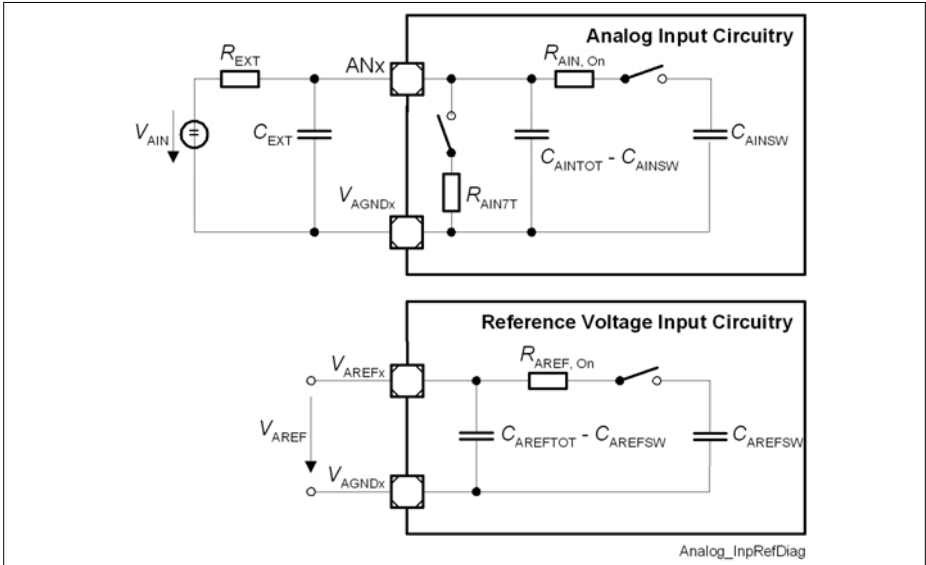 Analog Input Circuitry
REXT
ANx
RAIN, On
VAIN
=
CEXT
CAINTOT - CAINSW
CAINSW
RAIN7T
VAGNDx
Reference Voltage Input Circuitry
VAREFx
RAREF, On
VAREF
CAREFTOT - CAREFSW
CAREFSW
VAGNDx
Analog_InpRefDiag